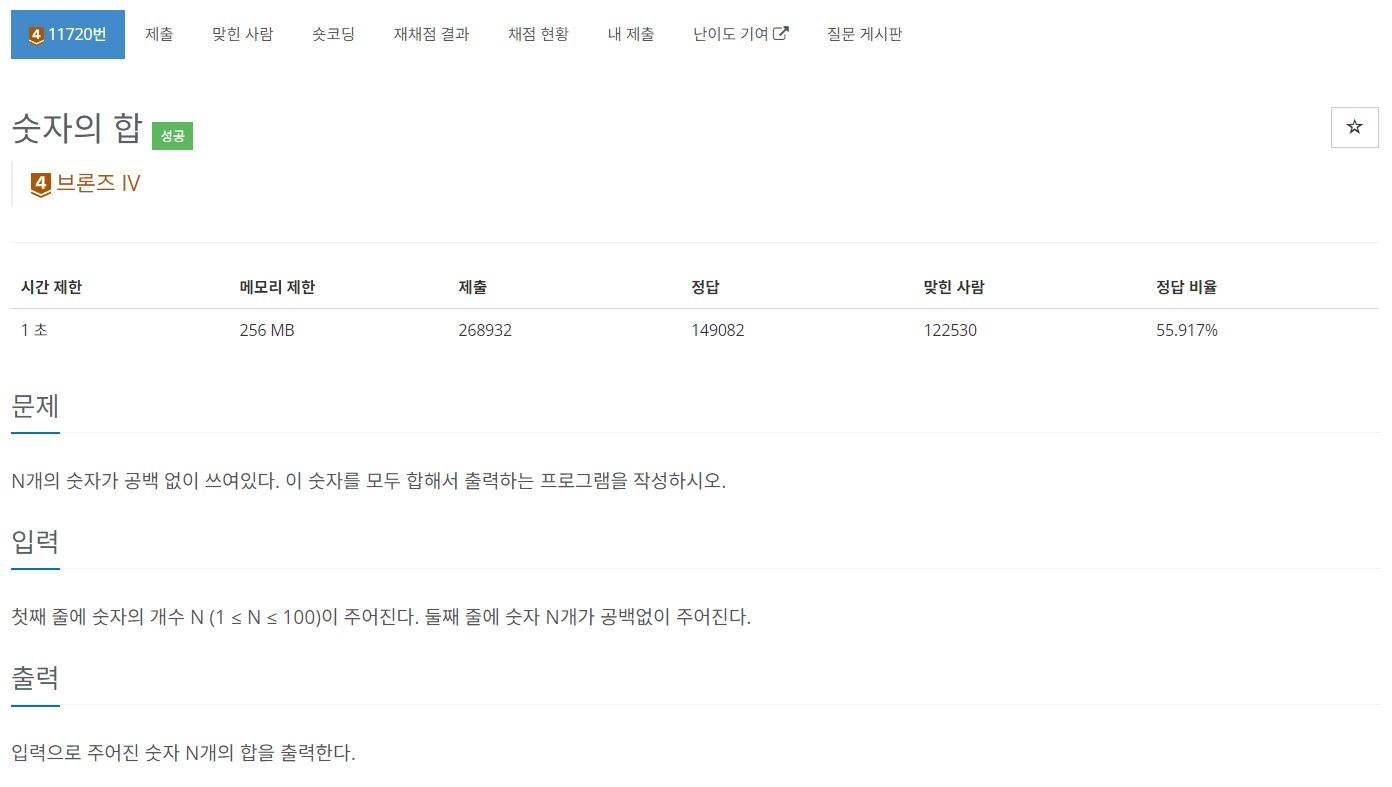 4 11720번 제출 맞힌 사람 숏코딩 재채점 결과 채점 현황 내 제출 난이도 기여 질문 게시판
숫자의 합 성공
4 브론즈 IV
시간 제한 메모리 제한 제출 정답 맞힌 사람 정답 비율
1 초 256 MB 268932 149082 122530 55.917%
문제
N개의 숫자가 공백 없이 쓰여있다. 이 숫자를 모두 합해서 출력하는 프로그램을 작성하시오.
입력
첫째 줄에 숫자의 개수 N (1 ≤ N ≤ 100)이 주어진다. 둘째 줄에 숫자 N개가 공백없이 주어진다.
출력
입력으로 주어진 숫자 N개의 합을 출력한다.